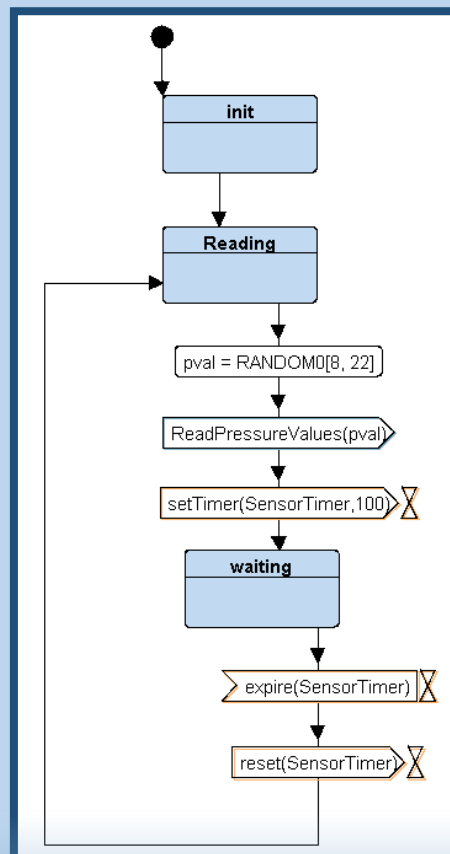 init
Reading
pval = RANDOM0[8, 22]
ReadPressureValues(pval)
setTimer(SensorTimer,100)
waiting
expire(SensorTimer)
reset(SensorTimer)